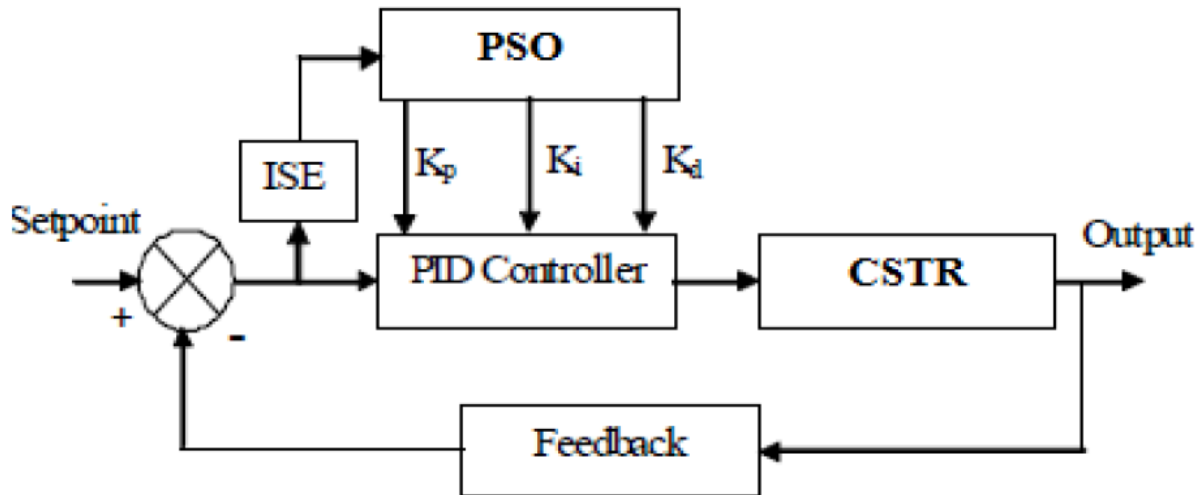 PSO
ISE
Kp
Ki
Kd
Setpoint
PID Controller
CSTR
Output
+
-
Feedback